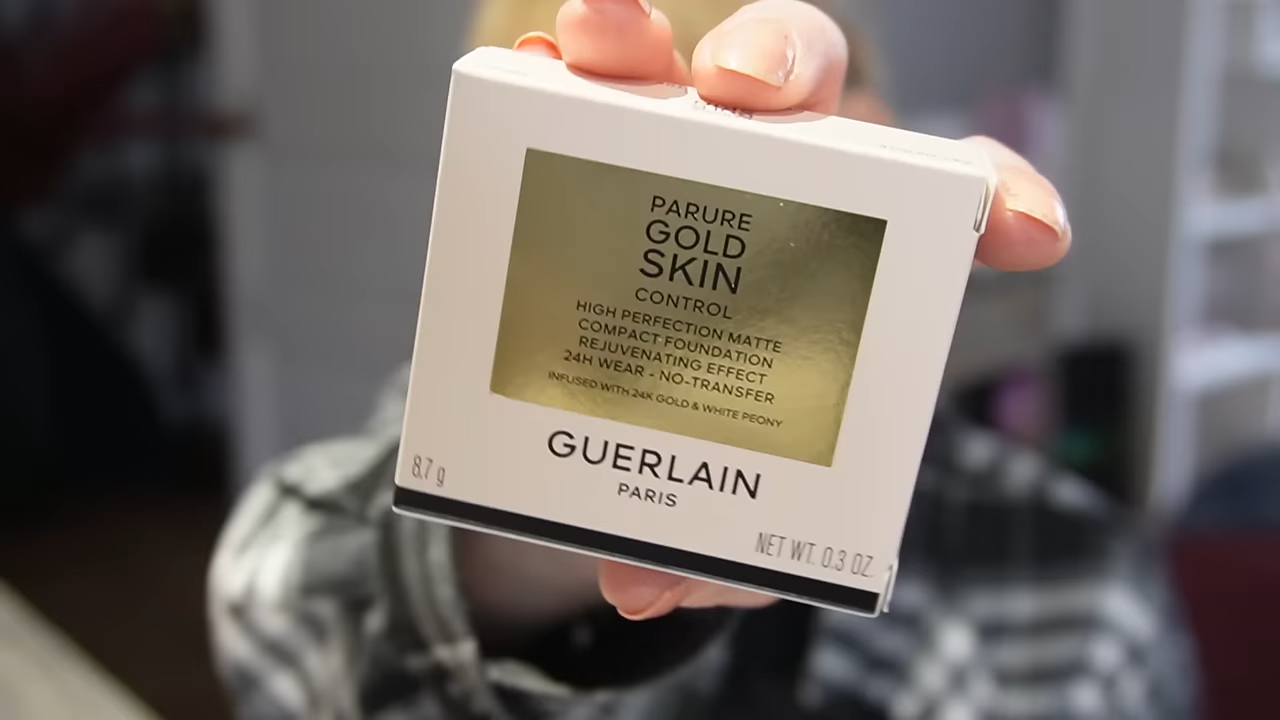 PARURE
GOLD
SKIN
CONTROL
HIGH PERFECTION MATTE
COMPACT FOUNDATION
REJUVENATING EFFECT
24H WEAR - NO-TRANSFER
INFUSED WITH 24K GOLD & WHITE PEONY
GUERLAIN
PARIS
8,7 g
NET WT. 0.3 OZ.